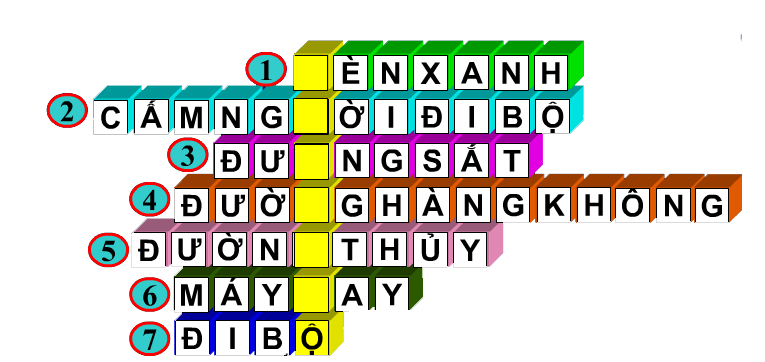 1 ÈNXANH
2 CẤMNG ỜIĐIBỘ
3 ĐƯ NGSẮT
4 ĐƯỜ GHÀNGKHÔNG
5 ĐƯỜN THỦY
6 MÁY AY
7 ĐIBỘ